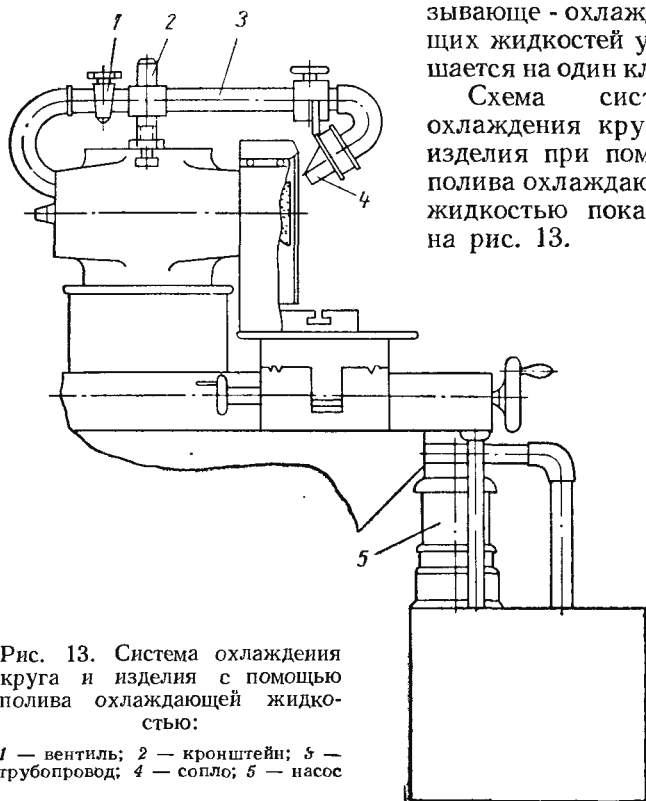 зывающе - охлажд
щих жидкостей у
шается на один кл
Схема сист
охлаждения кру
изделия при пом
полива охлаждаю
жидкостью пока
на рис. 13.
1 2 4 3
4
5
Рис. 13. Система охлаждения
круга и изделия с помощью
полива охлаждающей жидко-
стью:
1 — вентиль; 2 — кронштейн; 3 —
трубопровод; 4 — сопло; 5 — насос